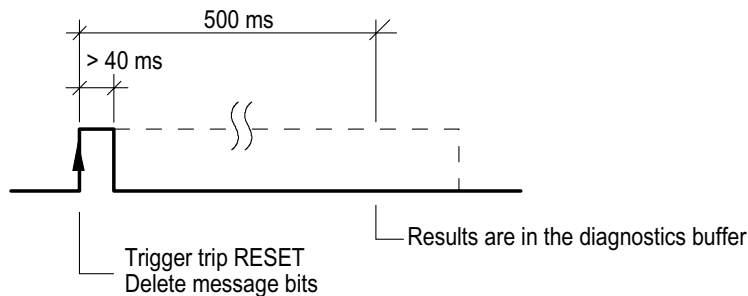 500 ms
> 40 ms
Results are in the diagnostics buffer
Trigger trip RESET
Delete message bits